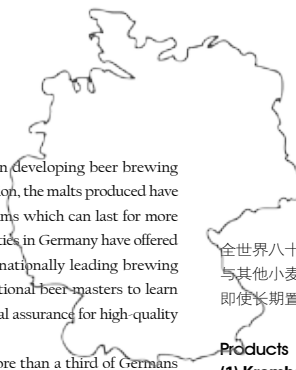 n developing beer brewing
on, the malts produced have
ms which can last for more
ties in Germany have offered
nationally leading brewing
tional beer masters to learn
al assurance for high-quality
ore than a third of Germans
全世界八十
与其他小麦
即使长期置
Products
(1) Kromb